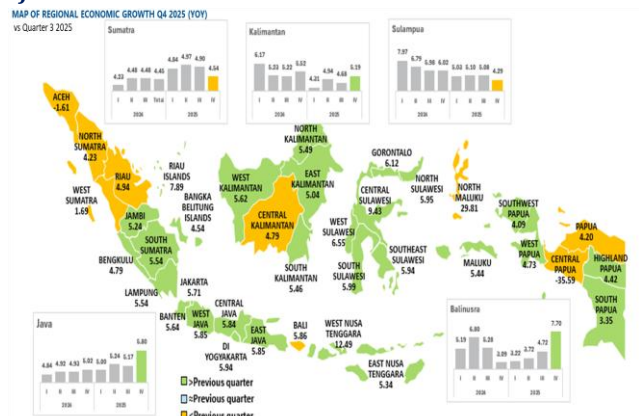 MAP OF REGIONAL ECONOMIC GROWTH Q4 2025 (YOY)
vs Quarter 3 2025
Sumatra
4.23 4.48 4.48 4.45 4.64 4.97 4.90 4.54
I II III Total I II III IV
2024 2025
Kalimantan
6.17 5.23 5.22 5.52 4.21 4.94 4.68 5.19
I II III IV I II III IV
2024 2025
Sulampua
7.97 6.79 5.98 6.02 5.03 5.10 5.08 4.29
I II III IV I II III IV
2024 2025
ACEH
-1.61
NORTH
SUMATRA
4.23
RIAU
4.94
WEST
SUMATRA
1.69
RIAU
ISLANDS
7.89
JAMBI
5.24
BANGKA
BELITUNG
ISLANDS
4.54
SOUTH
SUMATRA
5.54
BENGKULU
4.79
LAMPUNG
5.54
NORTH
KALIMANTAN
5.49
WEST
KALIMANTAN
5.62
EAST
KALIMANTAN
5.04
CENTRAL
KALIMANTAN
4.79
SOUTH
KALIMANTAN
5.46
GORONTALO
6.12
NORTH
SULAWESI
5.95
CENTRAL
SULAWESI
9.43
WEST
SULAWESI
6.55
SOUTH
SULAWESI
5.99
SOUTHEAST
SULAWESI
5.94
NORTH
MALUKU
29.81
MALUKU
5.44
SOUTHWEST
PAPUA
4.09
WEST
PAPUA
4.73
PAPUA
4.20
CENTRAL
PAPUA
-35.59
HIGHLAND
PAPUA
4.42
SOUTH
PAPUA
3.35
JAKARTA
5.71
BANTEN
5.64
WEST
JAVA
5.85
CENTRAL
JAVA
5.84
DI
YOGYAKARTA
5.94
EAST
JAVA
5.85
BALI
5.86
WEST NUSA
TENGGARA
12.49
EAST NUSA
TENGGARA
5.34
Java
4.84 4.92 4.93 5.02 5.00 5.24 5.17 5.80
I II III IV I II III IV
2024 2025
Balinusra
5.19 6.80 5.28 2.09 3.22 3.72 4.72 7.70
I II III IV I II III IV
2024 2025
>Previous quarter
=Previous quarter
<Previous quarter